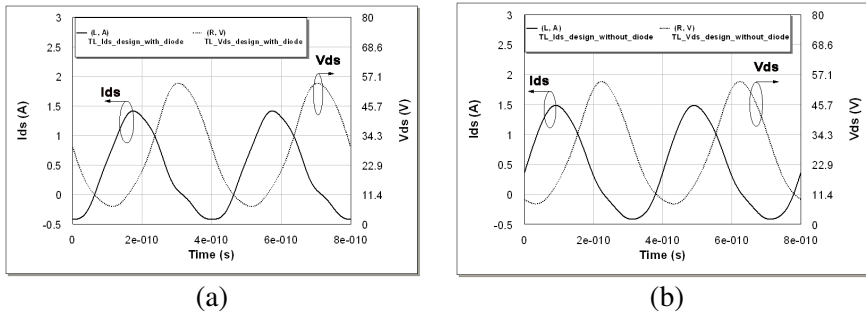 (L, A)
TL_Ids_design_with_diode
(R, V)
TL_Vds_design_with_diode
Ids (A)
3
2.5
2
1.5
1
0.5
0
-0.5
Ids
Vds
80
68.6
57.1
45.7
34.3
22.9
11.4
0
Vds (V)
0
2e-010
4e-010
6e-010
8e-010
Time (s)
(a)
(L, A)
TL_Ids_design_without_diode
(R, V)
TL_Vds_design_without_diode
Ids (A)
3
2.5
2
1.5
1
0.5
0
-0.5
Ids
Vds
80
68.6
57.1
45.7
34.3
22.9
11.4
0
Vds (V)
0
2e-010
4e-010
6e-010
8e-010
Time (s)
(b)